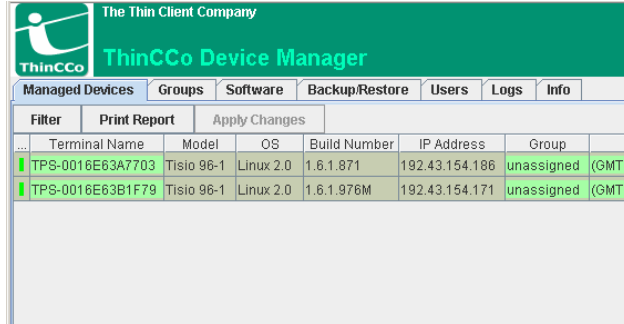 The Thin Client Company
ThinCCo
ThinCCo Device Manager
Managed Devices Groups Software Backup/Restore Users Logs Info
Filter Print Report Apply Changes
... Terminal Name Model OS Build Number IP Address Group
TPS-0016E63A7703 Tisio 96-1 Linux 2.0 1.6.1.871 192.43.154.186 unassigned (GMT
TPS-0016E63B1F79 Tisio 96-1 Linux 2.0 1.6.1.976M 192.43.154.171 unassigned (GMT